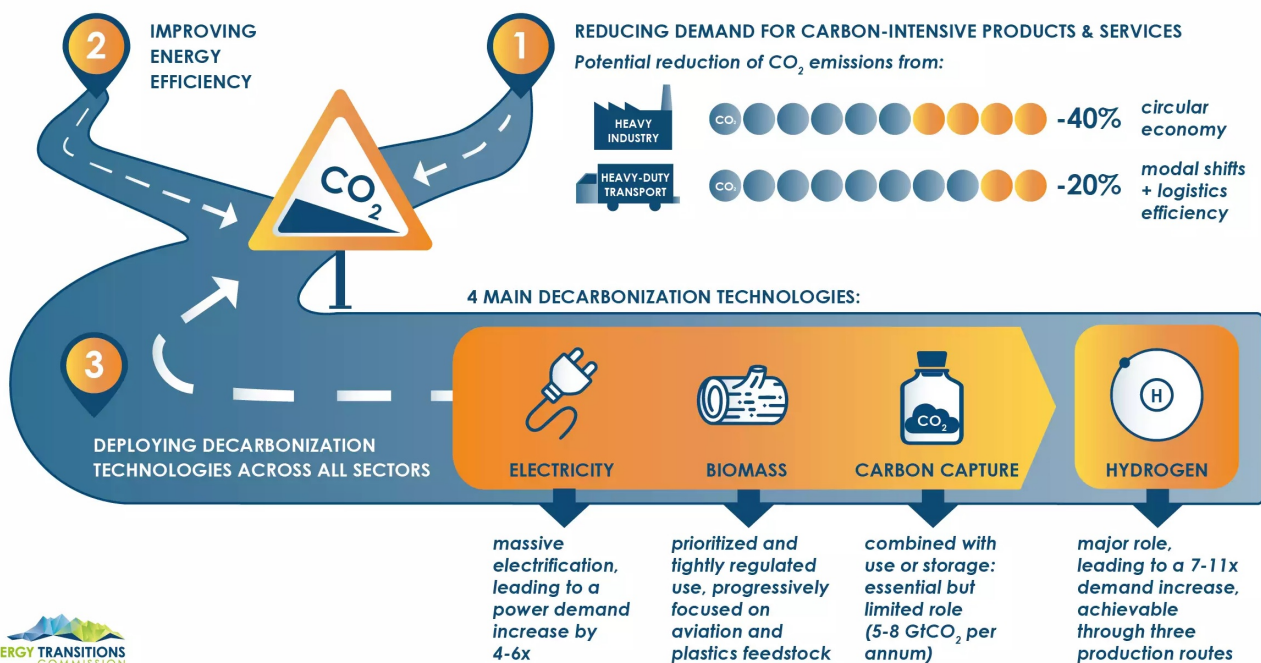 2
IMPROVING
ENERGY
EFFICIENCY
1
REDUCING DEMAND FOR CARBON-INTENSIVE PRODUCTS & SERVICES
Potential reduction of CO2 emissions from:
HEAVY
INDUSTRY
CO2
-40%
circular
economy
HEAVY-DUTY
TRANSPORT
CO2
-20%
modal shifts
+ logistics
efficiency
CO2
4 MAIN DECARBONIZATION TECHNOLOGIES:
3
DEPLOYING DECARBONIZATION
TECHNOLOGIES ACROSS ALL SECTORS
ELECTRICITY
BIOMASS
CO2
CARBON CAPTURE
H
HYDROGEN
massive
electrification,
leading to a
power demand
increase by
4-6x
prioritized and
tightly regulated
use, progressively
focused on
aviation and
plastics feedstock
combined with
use or storage:
essential but
limited role
(5-8 GtCO2 per
annum)
major role,
leading to a 7-11x
demand increase,
achievable
through three
production routes
ERGY TRANSITIONS
COMMISSION